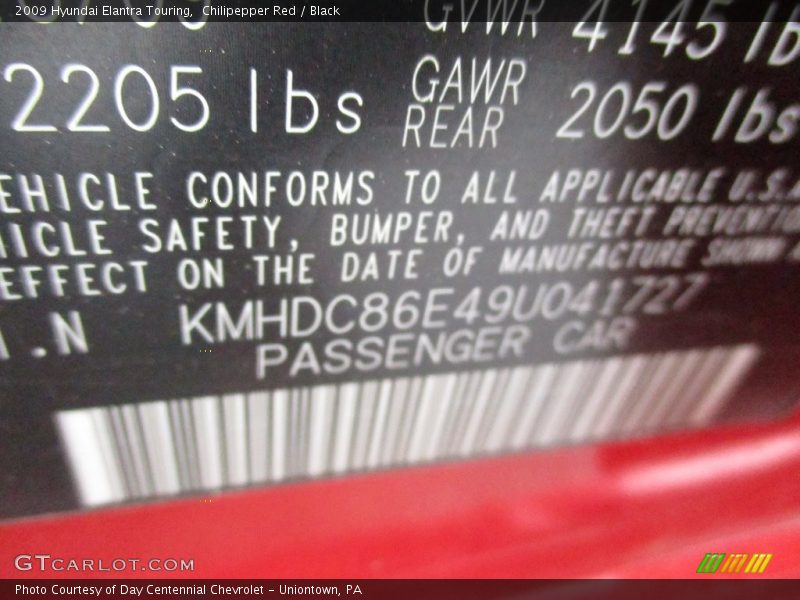 2009 Hyundai Elantra Touring, Chilipepper Red / Black
GVWR 4145 lb
2205 lbs GAWR REAR 2050 lbs
EHICLE CONFORMS TO ALL APPLICABLE U.S.A
HICLE SAFETY, BUMPER, AND THEFT PREVENTIO
EFFECT ON THE DATE OF MANUFACTURE SHOWN A
I.N KMHDC86E49U041727
PASSENGER CAR
GTCARLOT.COM
Photo Courtesy of Day Centennial Chevrolet - Uniontown, PA